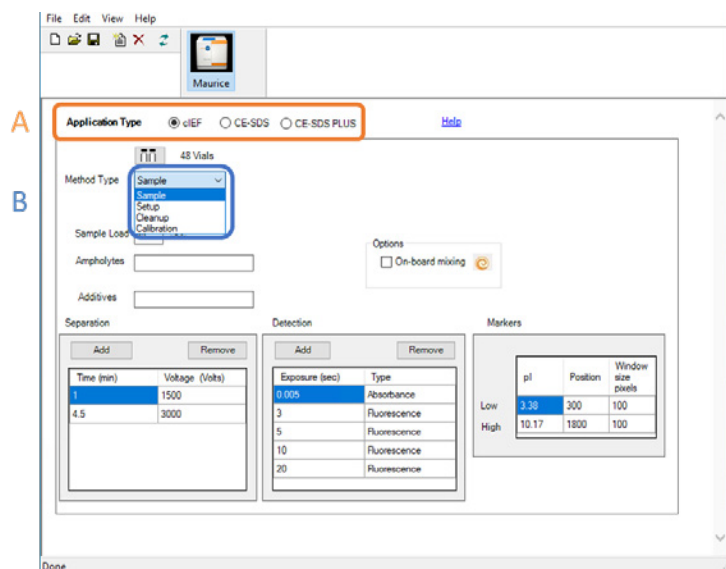 File Edit View Help
Maurice
A
Application Type cIEF CE-SDS CE-SDS PLUS Help
48 Vials
B
Method Type Sample
Sample
Setup
Cleanup
Calibration
Sample Load
Options
Ampholytes
On-board mixing
Additives
Separation Detection Markers
Add Remove Add Remove
Time (min) Voltage (Volts)
1 1500
4.5 3000
Exposure (sec) Type
0.005 Absorbance
3 Fluorescence
5 Fluorescence
10 Fluorescence
20 Fluorescence
pI Position Window size pixels
Low 3.38 300 100
High 10.17 1800 100
Done